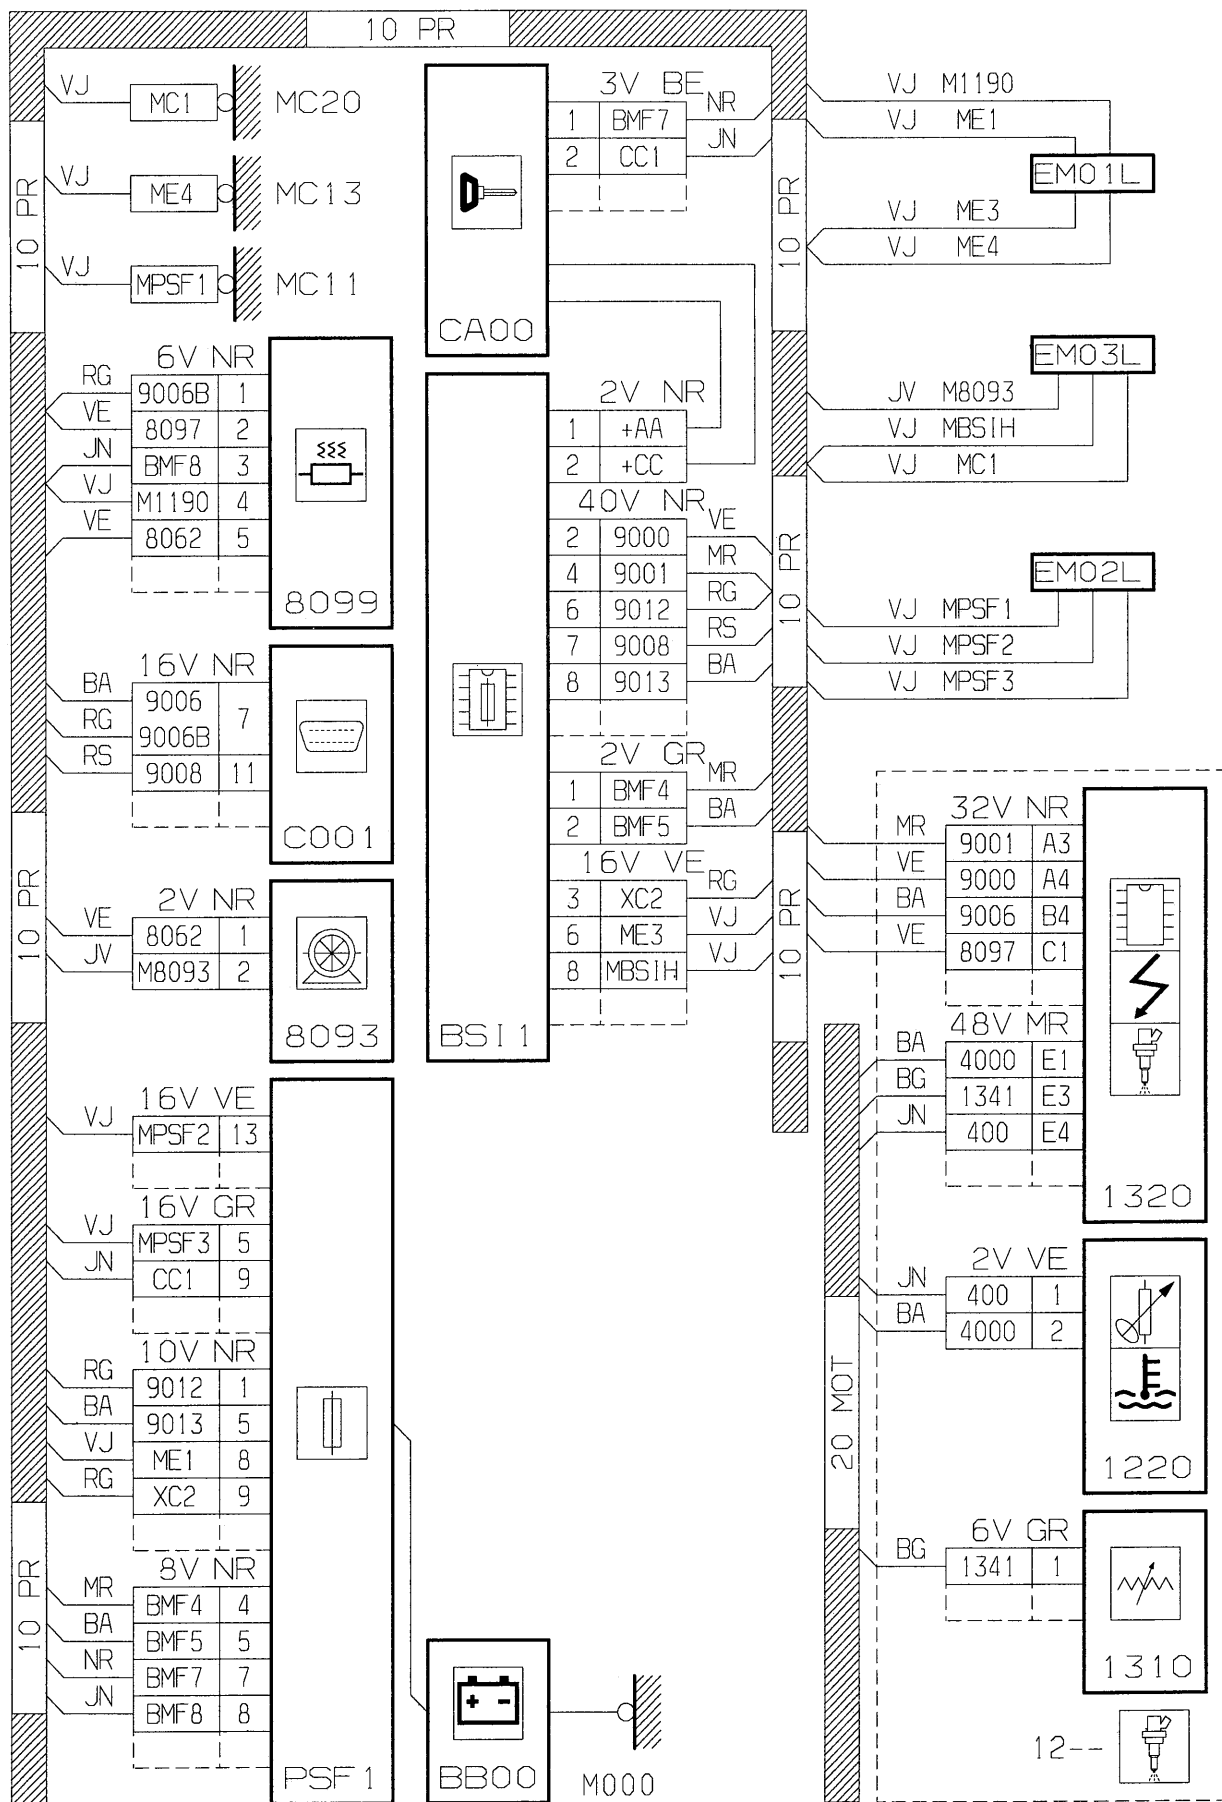 10 PR
VJ MC1 MC20
VJ ME4 MC13
10 PR
VJ MPSF1 MC11
3V BE
1 BMF7 NR
2 CC1 JN
CA00
VJ M1190
VJ ME1
EM01L
10 PR
VJ ME3
VJ ME4
6V NR
RG 9006B 1
VE 8097 2
JN BMF8 3
VJ M1190 4
VE 8062 5
8099
2V NR
1 +AA
2 +CC
40V NR
2 9000 VE
4 9001 MR
6 9012 RG
7 9008 RS
8 9013 BA
10 PR
EM03L
JV M8093
VJ MBSIH
VJ MC1
EM02L
VJ MPSF1
VJ MPSF2
VJ MPSF3
16V NR
BA 9006
7
RG 9006B
RS 9008 11
C001
2V GR
1 BMF4 MR
2 BMF5 BA
16V VE
3 XC2 RG
6 ME3 VJ
8 MBSIH VJ
BSI1
10 PR
10 PR
2V NR
VE 8062 1
JV M8093 2
8093
32V NR
MR 9001 A3
VE 9000 A4
BA 9006 B4
VE 8097 C1
48V MR
BA 4000 E1
BG 1341 E3
JN 400 E4
1320
16V VE
VJ MPSF2 13
16V GR
VJ MPSF3 5
JN CC1 9
10V NR
RG 9012 1
BA 9013 5
VJ ME1 8
RG XC2 9
10 PR
8V NR
MR BMF4 4
BA BMF5 5
NR BMF7 7
JN BMF8 8
PSF1
+ -
BB00
M000
20 MOT
2V VE
JN 400 1
BA 4000 2
1220
6V GR
BG 1341 1
1310
12--